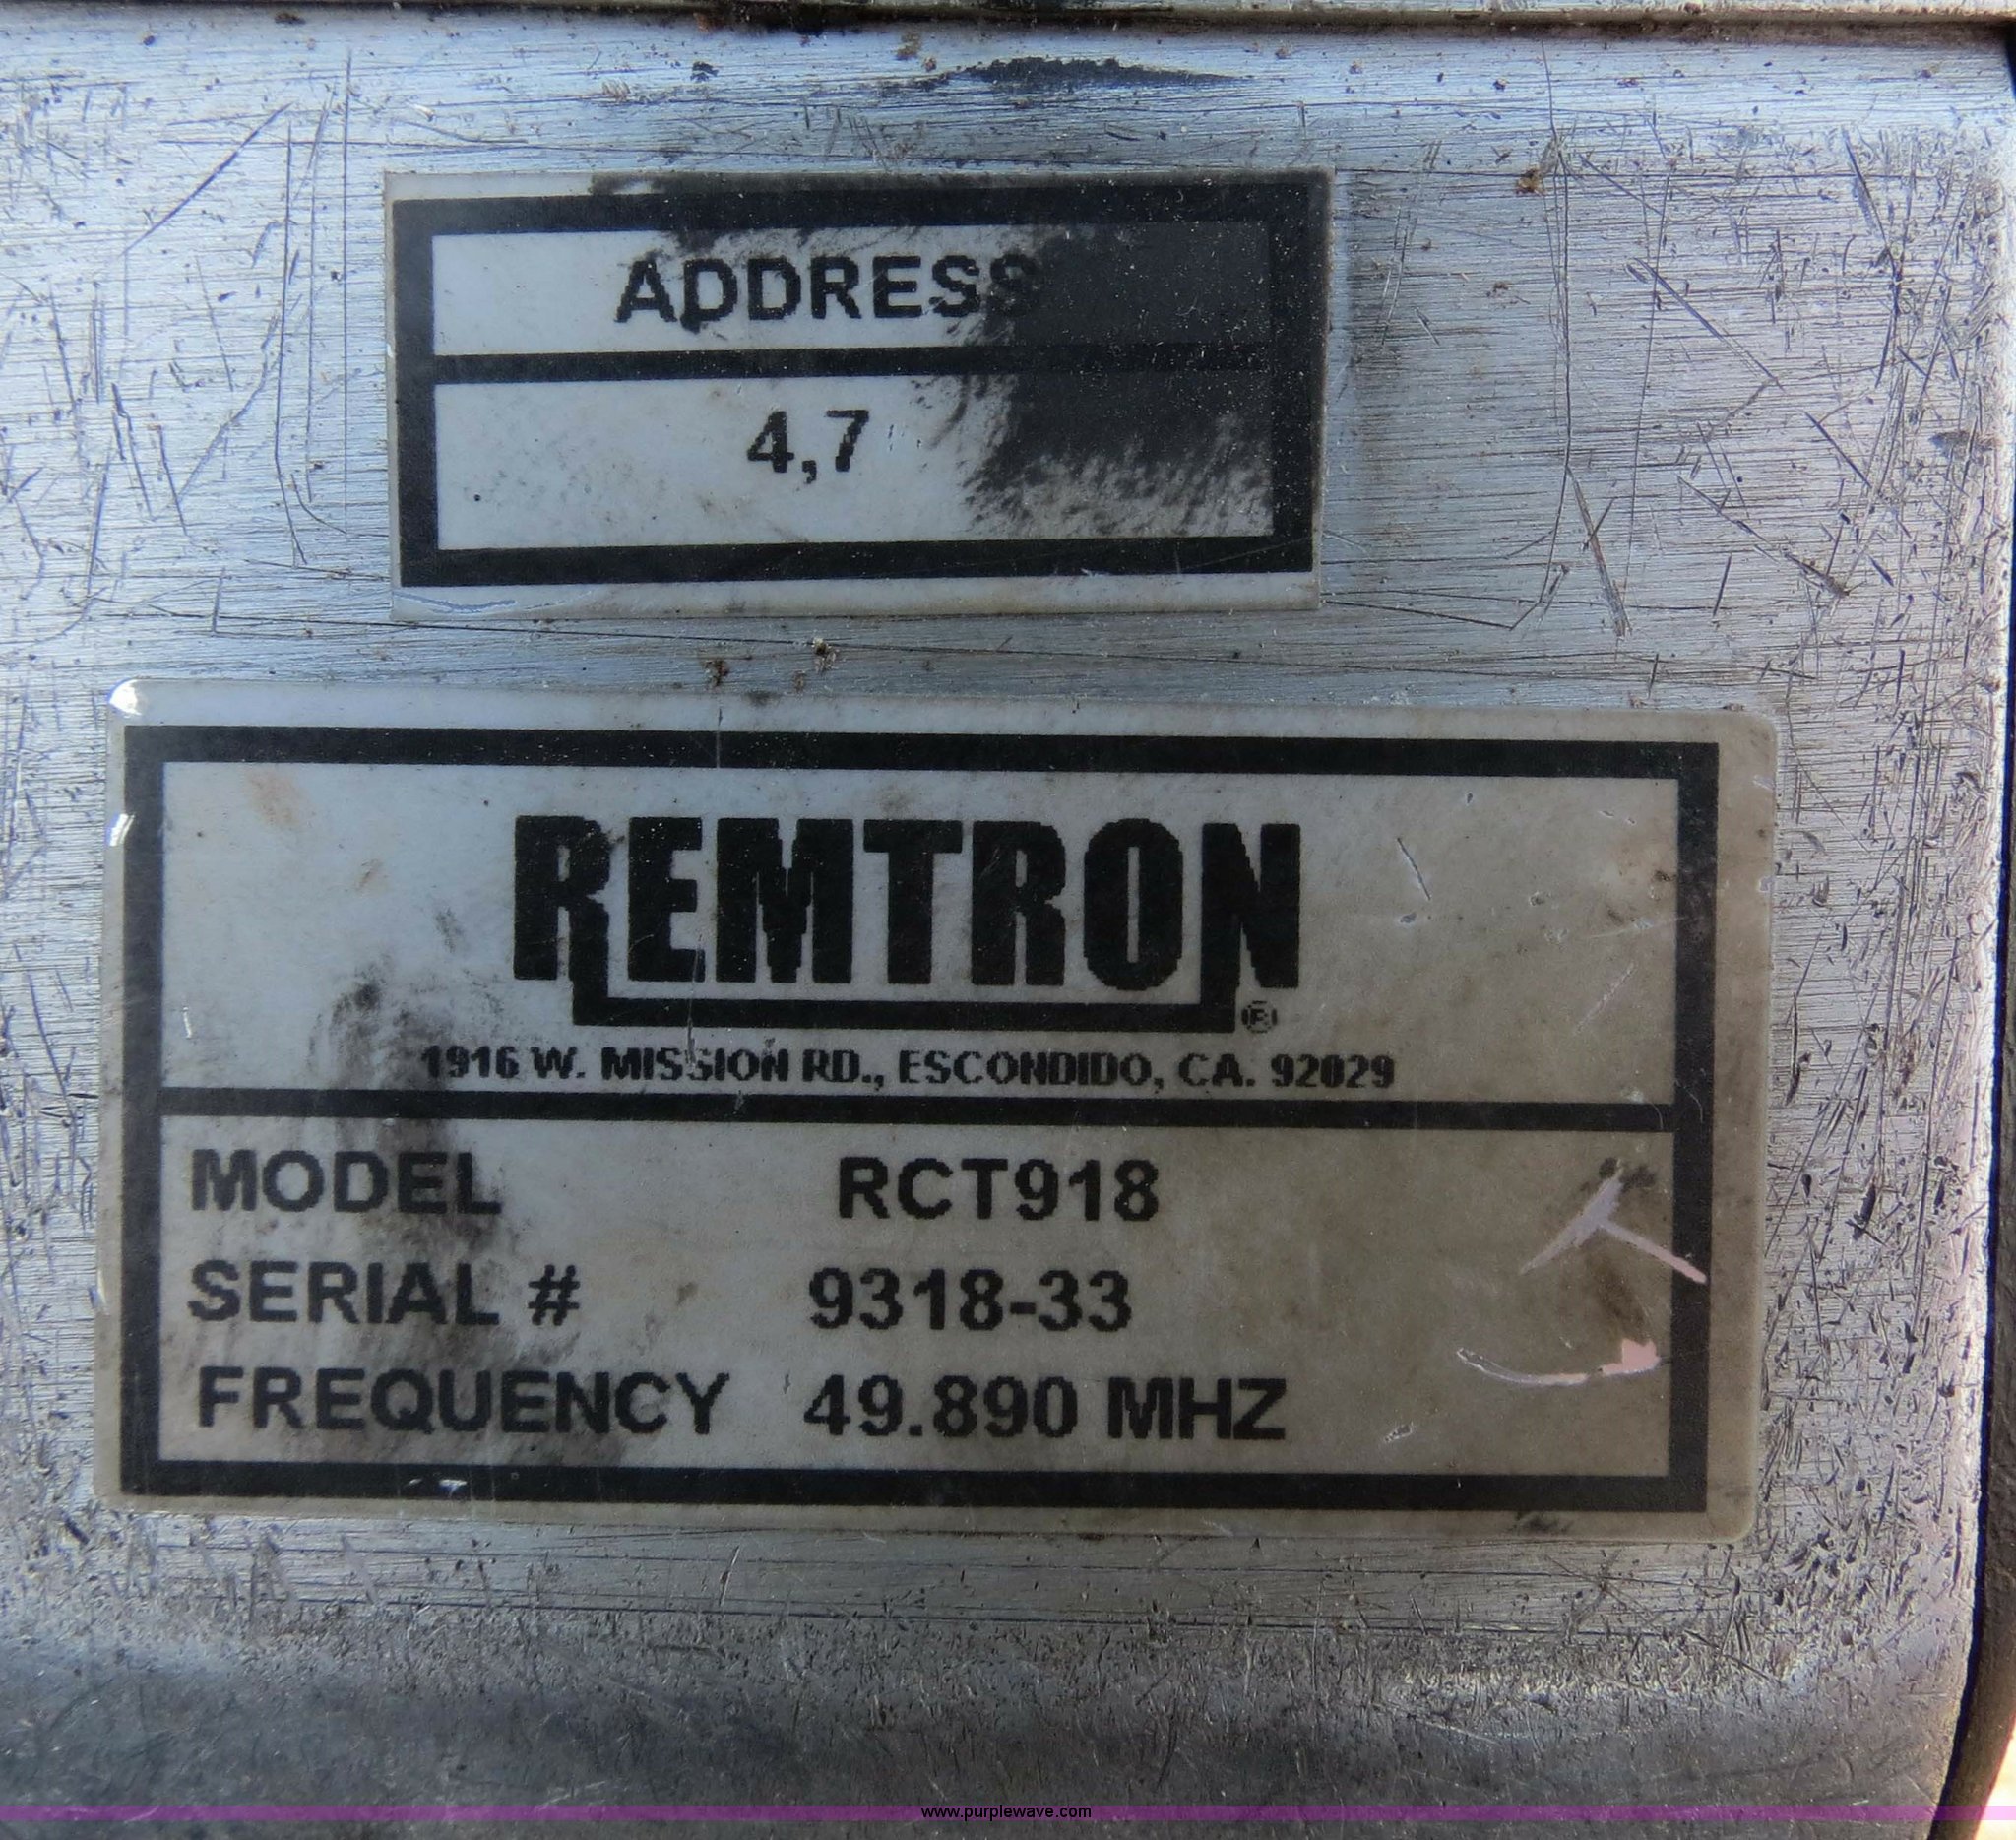 ADDRESS
4,7
REMTRON®
1916 W. MISSION RD., ESCONDIDO, CA. 92029
MODEL RCT918
SERIAL # 9318-33
FREQUENCY 49.890 MHZ
www.purplewave.com